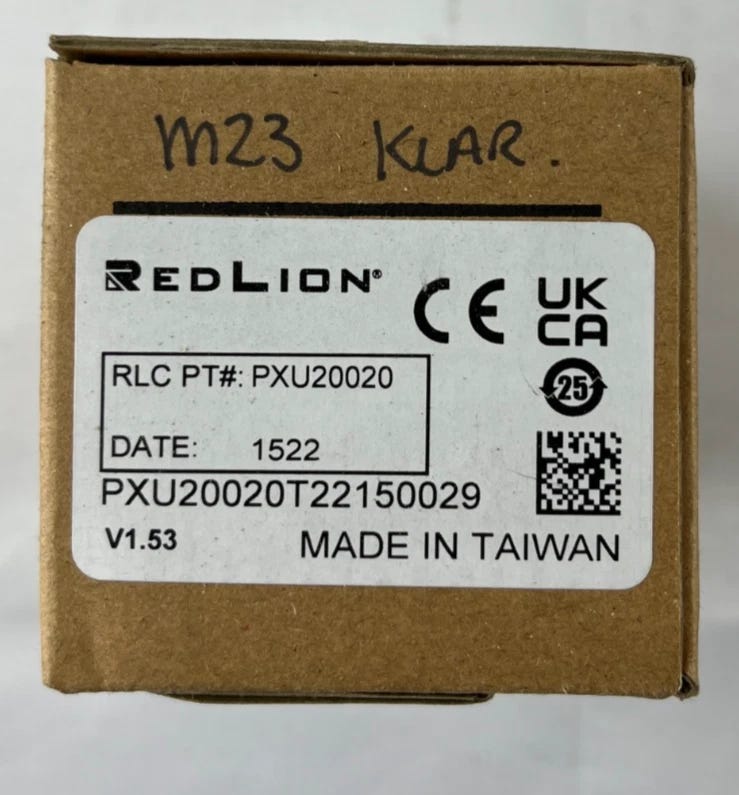 M23 KLAR.
REDLION®
CE
UK
CA
RLC PT#: PXU20020
25
DATE: 1522
PXU20020T22150029
V1.53 MADE IN TAIWAN